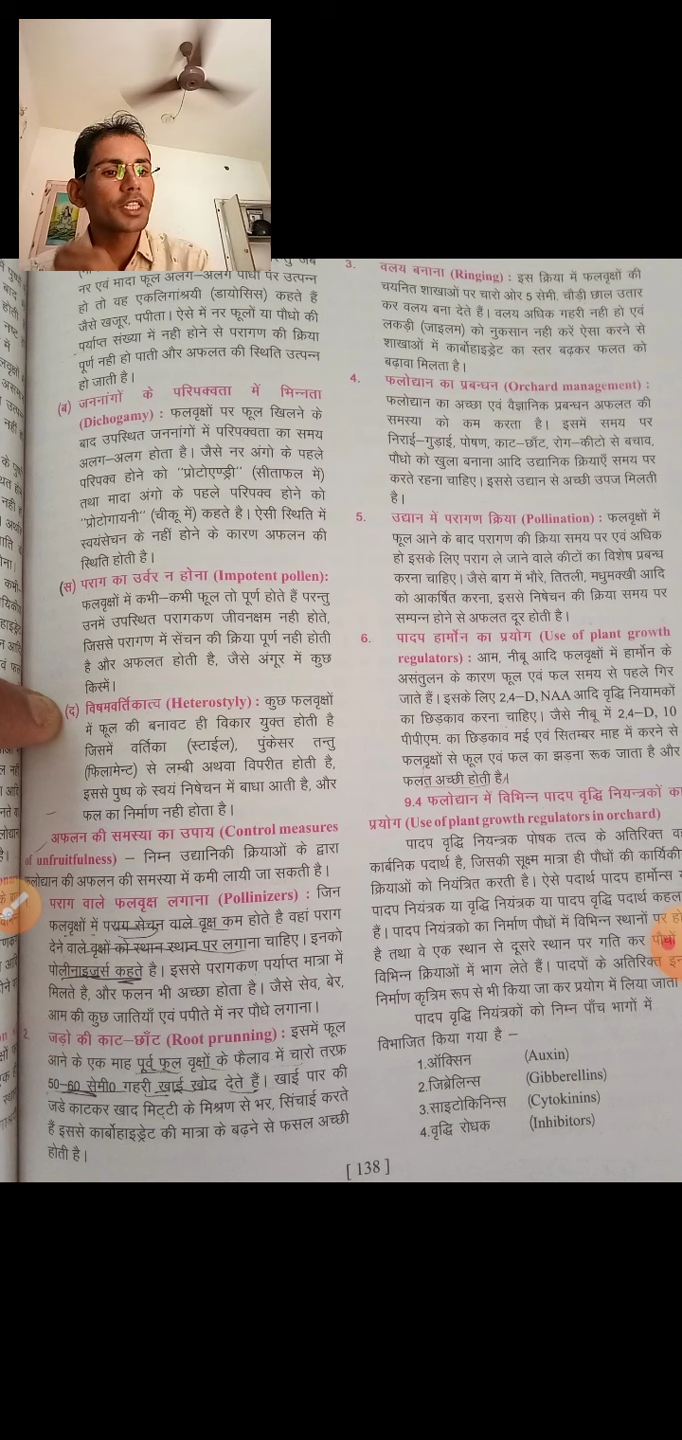 नर एवं मादा फूल अलग–अलग पौधों पर उत्पन्न
हो तो वह एकलिंगाश्रयी (डायोसिस) कहते हैं
जैसे खजूर, पपीता। ऐसे में नर फूलों या पौधो की
पर्याप्त संख्या में नही होने से परागण की क्रिया
पूर्ण नही हो पाती और अफलत की स्थिति उत्पन्न
हो जाती है।
(ब) जननांगों के परिपक्वता में भिन्नता
(Dichogamy) : फलवृक्षों पर फूल खिलने के
बाद उपस्थित जननांगों में परिपक्वता का समय
अलग–अलग होता है। जैसे नर अंगो के पहले
परिपक्व होने को "प्रोटोएण्ड्री" (सीताफल में)
तथा मादा अंगो के पहले परिपक्व होने को
"प्रोटोगायनी" (चीकू में) कहते है। ऐसी स्थिति में
स्वयंसेचन के नहीं होने के कारण अफलन की
स्थिति होती है।
(स) पराग का उर्वर न होना (Impotent pollen):
फलवृक्षों में कभी–कभी फूल तो पूर्ण होते हैं परन्तु
उनमें उपस्थित परागकण जीवनक्षम नही होते,
जिससे परागण में संचन की क्रिया पूर्ण नही होती
है और अफलत होती है, जैसे अंगूर में कुछ
किस्में।
(द) विषमवर्तिकात्व (Heterostyly) : कुछ फलवृक्षों
में फूल की बनावट ही विकार युक्त होती है
जिसमें वर्तिका (स्टाईल), पुंकेसर तन्तु
(फिलामेन्ट) से लम्बी अथवा विपरीत होती है,
इससे पुष्प के स्वयं निषेचन में बाधा आती है, और
फल का निर्माण नही होता है।
अफलन की समस्या का उपाय (Control measures
of unfruitfulness) – निम्न उद्यानिकी क्रियाओं के द्वारा
फलोद्यान की अफलन की समस्या में कमी लायी जा सकती है।
पराग वाले फलवृक्ष लगाना (Pollinizers) : जिन
फलवृक्षों में पराग सेचन वाले वृक्ष कम होते है वहां पराग
देने वाले वृक्षों को स्थान स्थान पर लगाना चाहिए। इनको
पोलीनाइजर्स कहते है। इससे परागकण पर्याप्त मात्रा में
मिलते है, और फलन भी अच्छा होता है। जैसे सेव, बेर,
आम की कुछ जातियाँ एवं पपीते में नर पौधे लगाना।
2. जड़ो की काट–छाँट (Root prunning) : इसमें फूल
आने के एक माह पूर्व फूल वृक्षों के फैलाव में चारो तरफ़
50–60 सेमी० गहरी खाई खोद देते हैं। खाई पार की
जडे काटकर खाद मिट्टी के मिश्रण से भर, सिंचाई करते
हैं इससे कार्बोहाइड्रेट की मात्रा के बढ़ने से फसल अच्छी
होती है।
3. वलय बनाना (Ringing) : इस क्रिया में फलवृक्षों की
चयनित शाखाओं पर चारो ओर 5 सेमी. चौड़ी छाल उतार
कर वलय बना देते हैं। वलय अधिक गहरी नही हो एवं
लकड़ी (जाइलम) को नुकसान नही करें ऐसा करने से
शाखाओं में कार्बोहाइड्रेट का स्तर बढ़कर फलत को
बढ़ावा मिलता है।
4. फलोद्यान का प्रबन्धन (Orchard management) :
फलोद्यान का अच्छा एवं वैज्ञानिक प्रबन्धन अफलत की
समस्या को कम करता है। इसमें समय पर
निराई–गुड़ाई, पोषण, काट–छाँट, रोग–कीटो से बचाव,
पौधो को खुला बनाना आदि उद्यानिक क्रियाएँ समय पर
करते रहना चाहिए। इससे उद्यान से अच्छी उपज मिलती
है।
5. उद्यान में परागण क्रिया (Pollination) : फलवृक्षों में
फूल आने के बाद परागण की क्रिया समय पर एवं अधिक
हो इसके लिए पराग ले जाने वाले कीटों का विशेष प्रबन्ध
करना चाहिए। जैसे बाग में भौरे, तितली, मधुमक्खी आदि
को आकर्षित करना, इससे निषेचन की क्रिया समय पर
सम्पन्न होने से अफलत दूर होती है।
6. पादप हार्मोन का प्रयोग (Use of plant growth
regulators) : आम, नीबू आदि फलवृक्षों में हार्मोन के
असंतुलन के कारण फूल एवं फल समय से पहले गिर
जाते हैं। इसके लिए 2,4–D, NAA आदि वृद्धि नियामकों
का छिड़काव करना चाहिए। जैसे नीबू में 2,4–D, 10
पीपीएम. का छिड़काव मई एवं सितम्बर माह में करने से
फलवृक्षों से फूल एवं फल का झड़ना रूक जाता है और
फलत अच्छी होती है।
9.4 फलोद्यान में विभिन्न पादप वृद्धि नियन्त्रकों का
प्रयोग (Use of plant growth regulators in orchard)
पादप वृद्धि नियन्त्रक पोषक तत्व के अतिरिक्त वा
कार्बनिक पदार्थ है, जिसकी सूक्ष्म मात्रा ही पौधों की कार्यिकी
क्रियाओं को नियंत्रित करती है। ऐसे पदार्थ पादप हार्मोन्स
पादप नियंत्रक या वृद्धि नियंत्रक या पादप वृद्धि पदार्थ कहल
हैं। पादप नियंत्रको का निर्माण पौधों में विभिन्न स्थानों पर हो
है तथा वे एक स्थान से दूसरे स्थान पर गति कर पौधों
विभिन्न क्रियाओं में भाग लेते हैं। पादपों के अतिरिक्त इन
निर्माण कृत्रिम रूप से भी किया जा कर प्रयोग में लिया जाता
पादप वृद्धि नियंत्रकों को निम्न पाँच भागों में
विभाजित किया गया है –
1.ऑक्सिन (Auxin)
2.जिब्रेलिन्स (Gibberellins)
3.साइटोकिनिन्स (Cytokinins)
4.वृद्धि रोधक (Inhibitors)
[ 138 ]